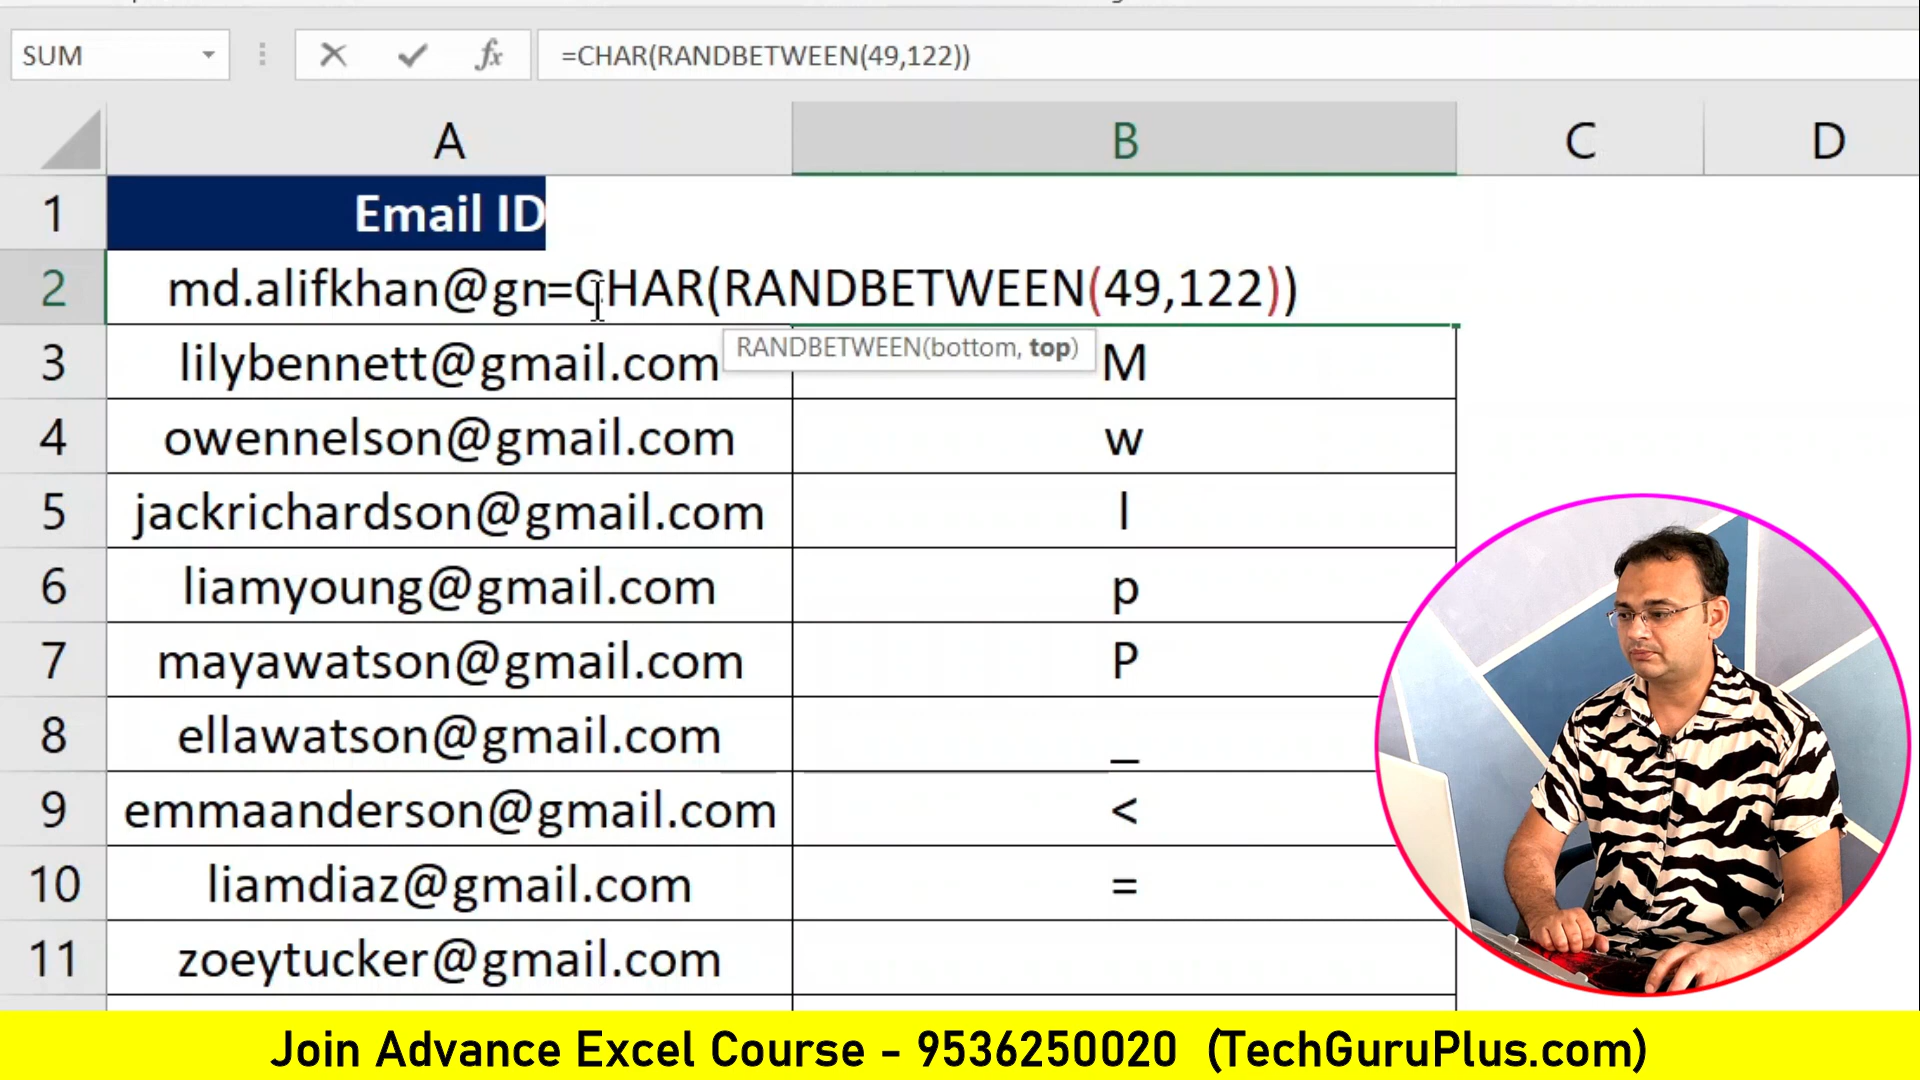 SUM
fx
=CHAR(RANDBETWEEN(49,122))
A B C D
1 Email ID
2 md.alifkhan@gn=CHAR(RANDBETWEEN(49,122))
RANDBETWEEN(bottom, top)
3 lilybennett@gmail.com M
4 owennelson@gmail.com w
5 jackrichardson@gmail.com l
6 liamyoung@gmail.com p
7 mayawatson@gmail.com P
8 ellawatson@gmail.com _
9 emmaanderson@gmail.com <
10 liamdiaz@gmail.com =
11 zoeytucker@gmail.com
Join Advance Excel Course - 9536250020 (TechGuruPlus.com)